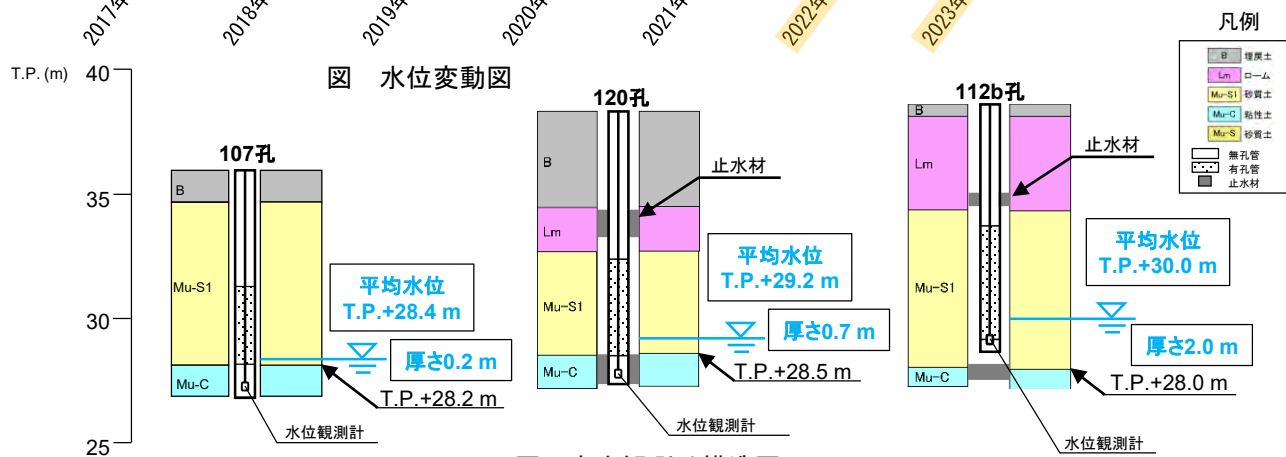 2017年
2018年
2019年
2020年
2021年
2022年
2023年
図 水位変動図
T.P. (m)
40
35
30
25
107孔
B
Mu-S1
Mu-C
平均水位
T.P.+28.4 m
厚さ0.2 m
T.P.+28.2 m
水位観測計
120孔
止水材
B
Lm
Mu-S1
Mu-C
平均水位
T.P.+29.2 m
厚さ0.7 m
T.P.+28.5 m
水位観測計
112b孔
止水材
B
Lm
Mu-S1
Mu-C
平均水位
T.P.+30.0 m
厚さ2.0 m
T.P.+28.0 m
水位観測計
凡例
B 埋戻土
Lm ローム
Mu-S1 砂質土
Mu-C 粘性土
Mu-S 砂質土
無孔管
有孔管
止水材